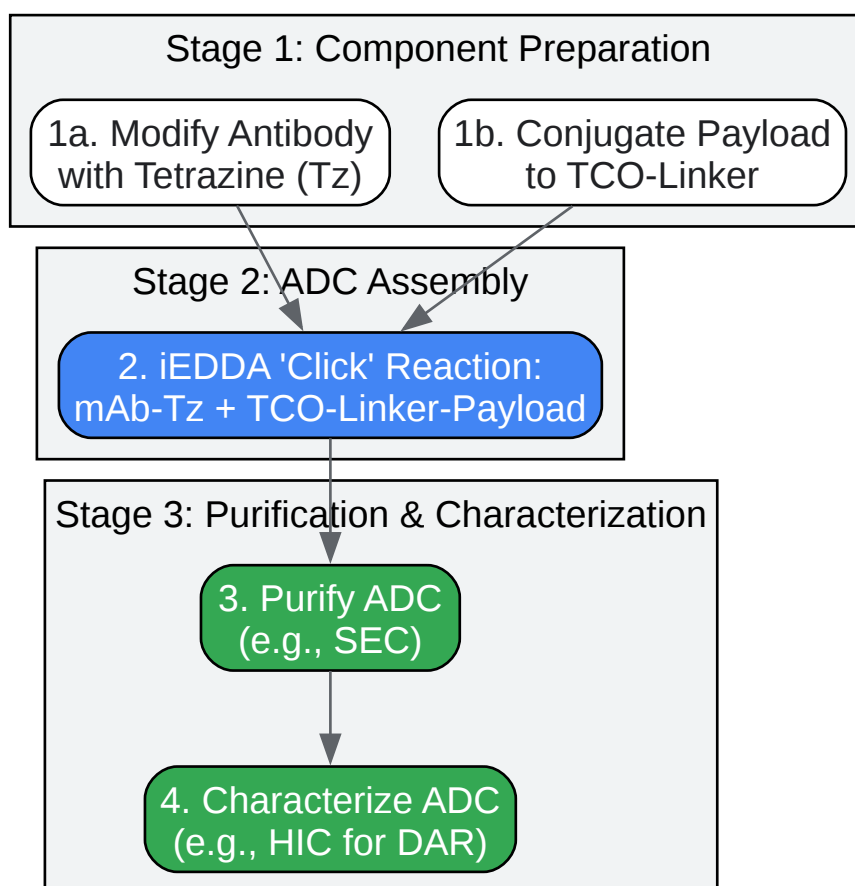 Stage 1: Component Preparation
1a. Modify Antibody
with Tetrazine (Tz)
1b. Conjugate Payload
to TCO-Linker
Stage 2: ADC Assembly
2. iEDDA 'Click' Reaction:
mAb-Tz + TCO-Linker-Payload
Stage 3: Purification & Characterization
3. Purify ADC
(e.g., SEC)
4. Characterize ADC
(e.g., HIC for DAR)